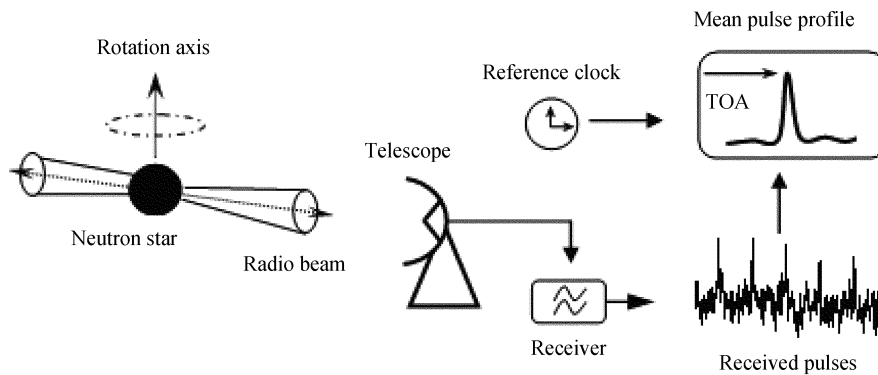 Mean pulse profile
Rotation axis
Reference clock
TOA
Telescope
Neutron star
Radio beam
Receiver
Received pulses